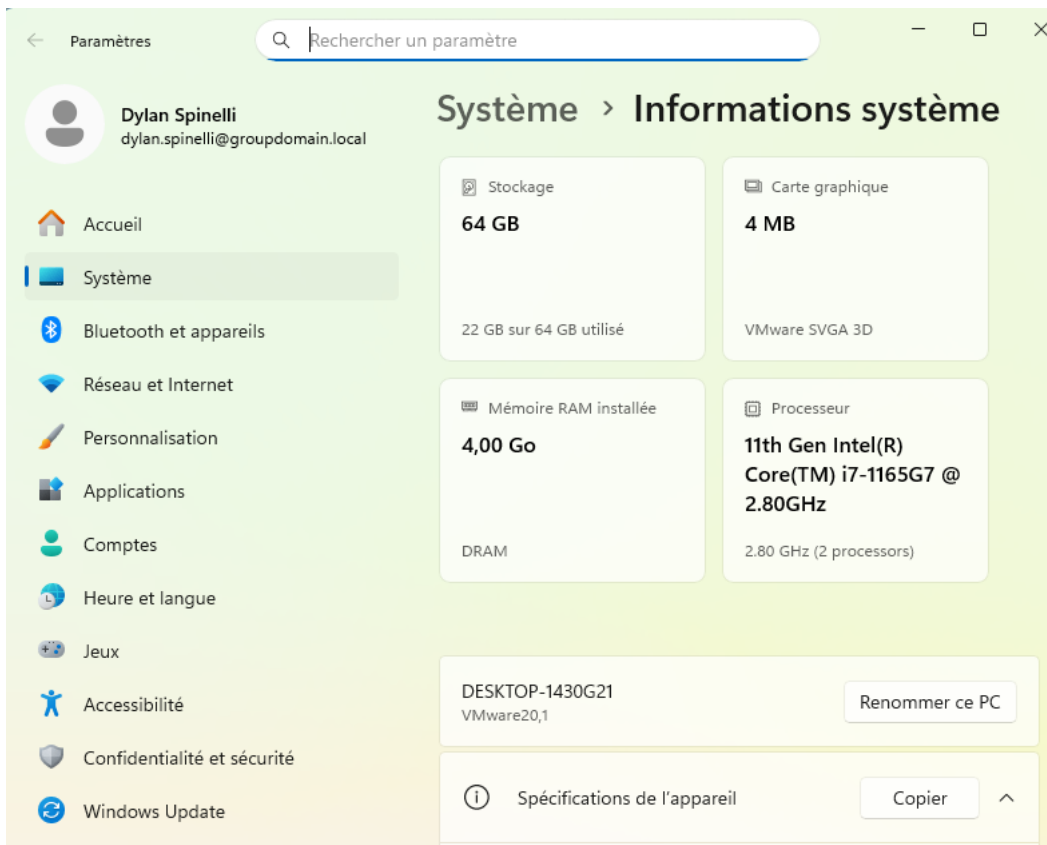 Paramètres
Rechercher un paramètre
Dylan Spinelli
dylan.spinelli@groupdomain.local
Accueil
Système
Bluetooth et appareils
Réseau et Internet
Personnalisation
Applications
Comptes
Heure et langue
Jeux
Accessibilité
Confidentialité et sécurité
Windows Update
Système > Informations système
Stockage
64 GB
22 GB sur 64 GB utilisé
Carte graphique
4 MB
VMware SVGA 3D
Mémoire RAM installée
4,00 Go
DRAM
Processeur
11th Gen Intel(R)
Core(TM) i7-1165G7 @
2.80GHz
2.80 GHz (2 processors)
DESKTOP-1430G21
VMware20,1
Renommer ce PC
Spécifications de l'appareil
Copier